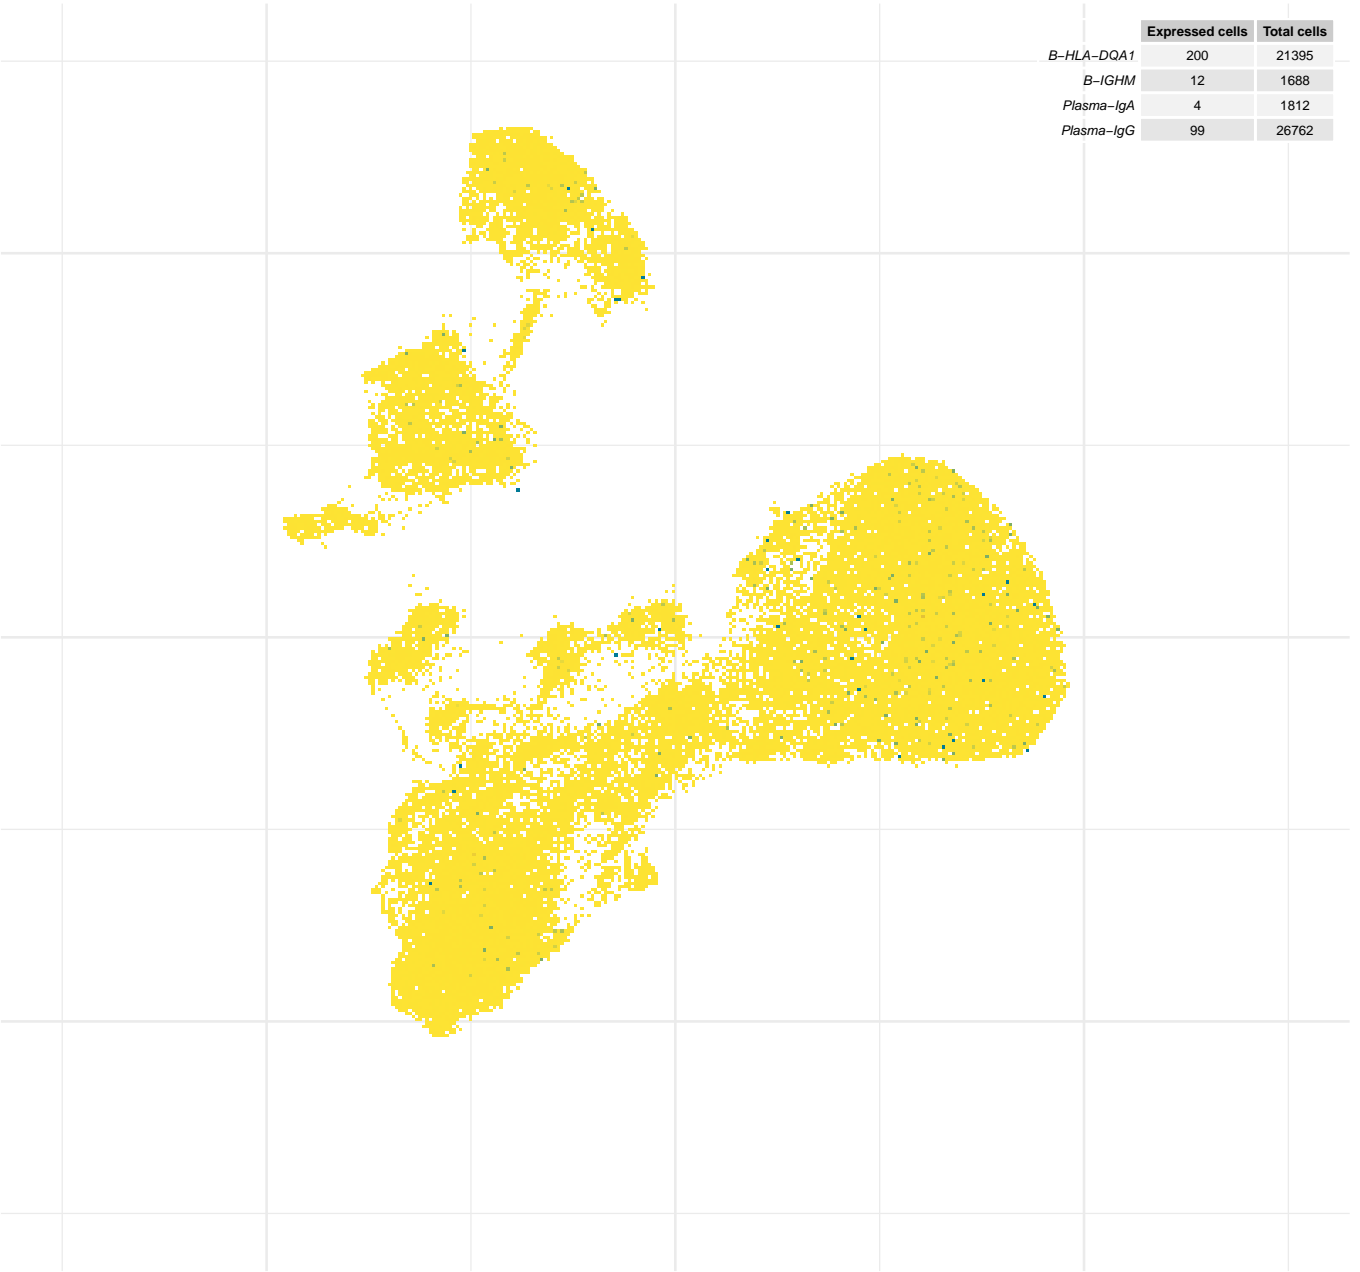 Expressed cells Total cells
B−HLA−DQA1 200 21395
B−IGHM 12 1688
Plasma−IgA 4 1812
Plasma−IgG 99 26762